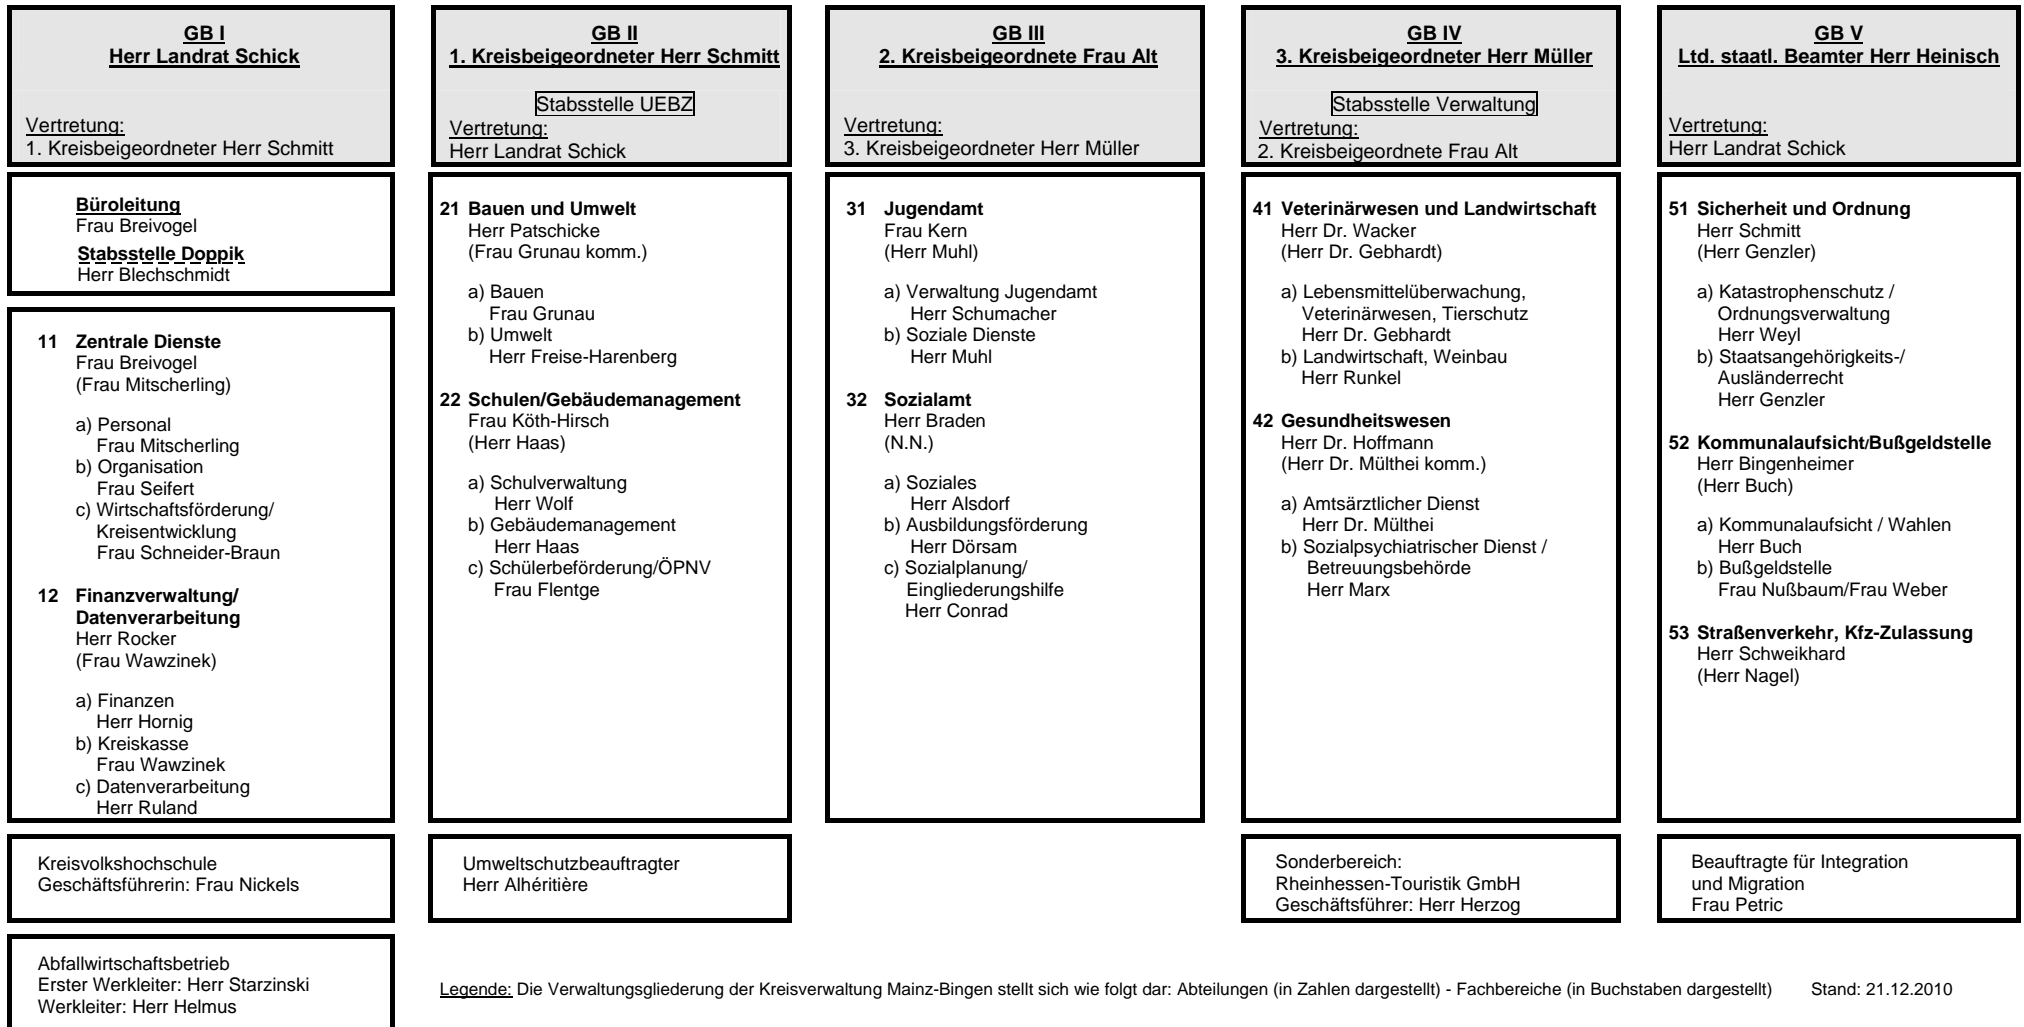 GB I
Herr Landrat Schick
Vertretung:
1. Kreisbeigeordneter Herr Schmitt
Büroleitung
Frau Breivogel
Stabsstelle Doppik
Herr Blechschmidt
11 Zentrale Dienste
Frau Breivogel
(Frau Mitscherling)
a) Personal
Frau Mitscherling
b) Organisation
Frau Seifert
c) Wirtschaftsförderung/
Kreisentwicklung
Frau Schneider-Braun
12 Finanzverwaltung/
Datenverarbeitung
Herr Rocker
(Frau Wawzinek)
a) Finanzen
Herr Hornig
b) Kreiskasse
Frau Wawzinek
c) Datenverarbeitung
Herr Ruland
Kreisvolkshochschule
Geschäftsführerin: Frau Nickels
Abfallwirtschaftsbetrieb
Erster Werkleiter: Herr Starzinski
Werkleiter: Herr Helmus
GB II
1. Kreisbeigeordneter Herr Schmitt
Stabsstelle UEBZ
Vertretung:
Herr Landrat Schick
21 Bauen und Umwelt
Herr Patschicke
(Frau Grunau komm.)
a) Bauen
Frau Grunau
b) Umwelt
Herr Freise-Harenberg
22 Schulen/Gebäudemanagement
Frau Köth-Hirsch
(Herr Haas)
a) Schulverwaltung
Herr Wolf
b) Gebäudemanagement
Herr Haas
c) Schülerbeförderung/ÖPNV
Frau Flentge
Umweltschutzbeauftragter
Herr Alhéritière
GB III
2. Kreisbeigeordnete Frau Alt
Vertretung:
3. Kreisbeigeordneter Herr Müller
31 Jugendamt
Frau Kern
(Herr Muhl)
a) Verwaltung Jugendamt
Herr Schumacher
b) Soziale Dienste
Herr Muhl
32 Sozialamt
Herr Braden
(N.N.)
a) Soziales
Herr Alsdorf
b) Ausbildungsförderung
Herr Dörsam
c) Sozialplanung/
Eingliederungshilfe
Herr Conrad
GB IV
3. Kreisbeigeordneter Herr Müller
Stabsstelle Verwaltung
Vertretung:
2. Kreisbeigeordnete Frau Alt
41 Veterinärwesen und Landwirtschaft
Herr Dr. Wacker
(Herr Dr. Gebhardt)
a) Lebensmittelüberwachung,
Veterinärwesen, Tierschutz
Herr Dr. Gebhardt
b) Landwirtschaft, Weinbau
Herr Runkel
42 Gesundheitswesen
Herr Dr. Hoffmann
(Herr Dr. Mülthei komm.)
a) Amtsärztlicher Dienst
Herr Dr. Mülthei
b) Sozialpsychiatrischer Dienst /
Betreuungsbehörde
Herr Marx
Sonderbereich:
Rheinhessen-Touristik GmbH
Geschäftsführer: Herr Herzog
GB V
Ltd. staatl. Beamter Herr Heinisch
Vertretung:
Herr Landrat Schick
51 Sicherheit und Ordnung
Herr Schmitt
(Herr Genzler)
a) Katastrophenschutz /
Ordnungsverwaltung
Herr Weyl
b) Staatsangehörigkeits-/
Ausländerrecht
Herr Genzler
52 Kommunalaufsicht/Bußgeldstelle
Herr Bingenheimer
(Herr Buch)
a) Kommunalaufsicht / Wahlen
Herr Buch
b) Bußgeldstelle
Frau Nußbaum/Frau Weber
53 Straßenverkehr, Kfz-Zulassung
Herr Schweikhard
(Herr Nagel)
Beauftragte für Integration
und Migration
Frau Petric
Legende: Die Verwaltungsgliederung der Kreisverwaltung Mainz-Bingen stellt sich wie folgt dar: Abteilungen (in Zahlen dargestellt) - Fachbereiche (in Buchstaben dargestellt) Stand: 21.12.2010